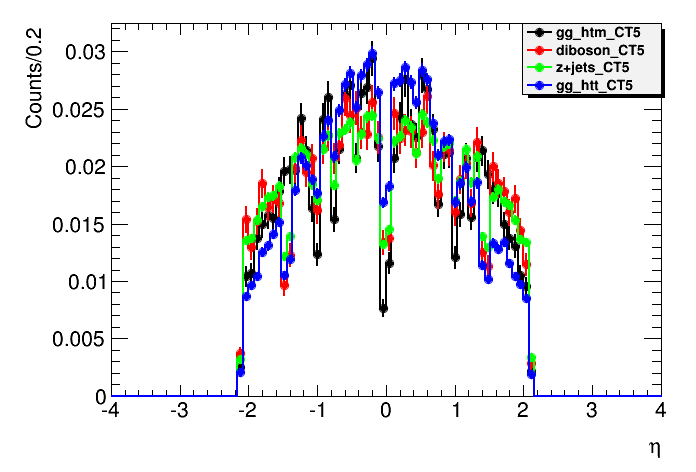 Counts/0.2
0.03
0.025
0.02
0.015
0.01
0.005
0
-4 -3 -2 -1 0 1 2 3 4
η
gg_htm_CT5
diboson_CT5
z+jets_CT5
gg_htt_CT5